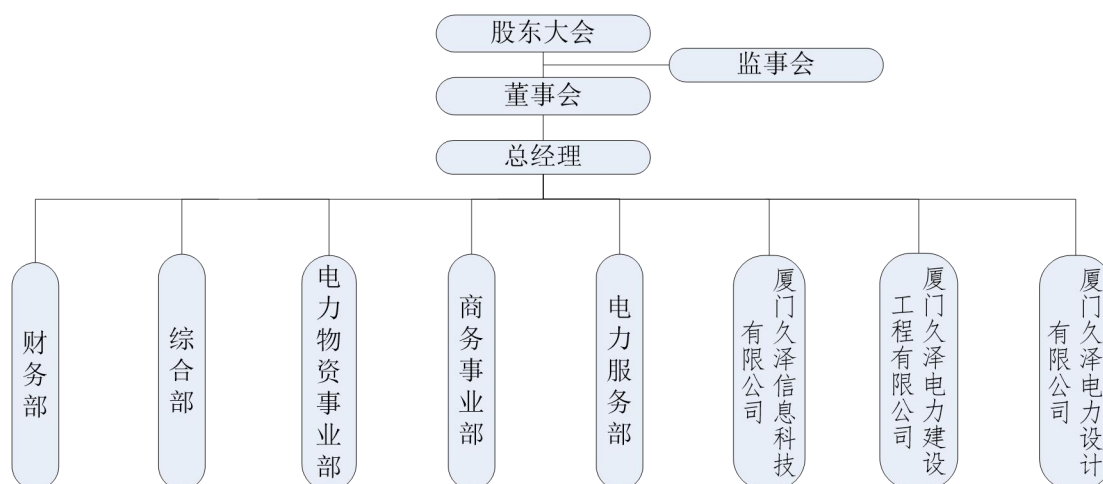 股东大会
监事会
董事会
总经理
财务部
综合部
电力物资事业部
商务事业部
电力服务部
厦门久泽信息科技
有限公司
厦门久泽电力建设
工程有限公司
厦门久泽电力设计
有限公司